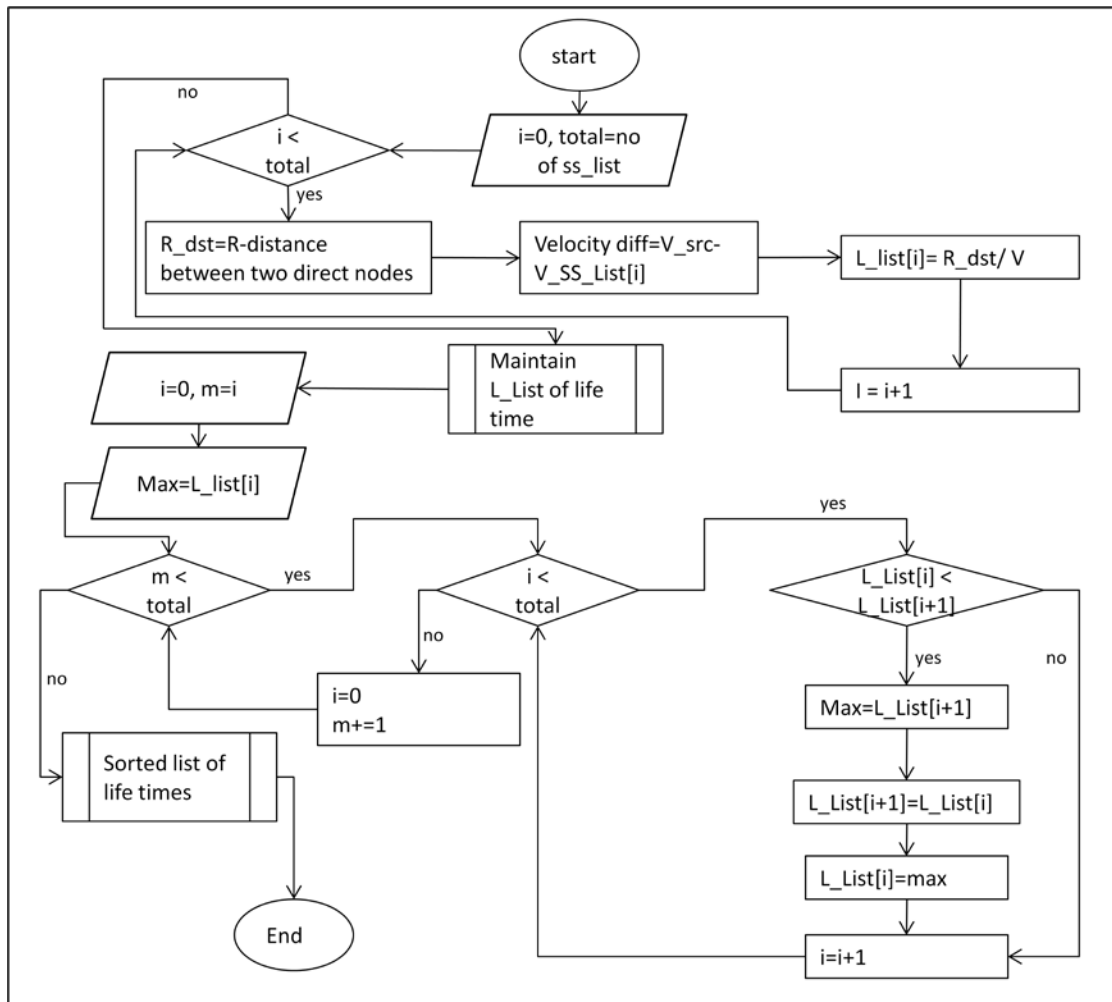 start
no
i <
total
i=0, total=no
of ss_list
yes
R_dst=R-distance
between two direct nodes
Velocity diff=V_src-
V_SS_List[i]
L_list[i]= R_dst/ V
Maintain
L_List of life
time
i=0, m=i
I = i+1
Max=L_list[i]
yes
m <
total
yes
i <
total
L_List[i] <
L_List[i+1]
no
no
yes
no
i=0
m+=1
Max=L_List[i+1]
Sorted list of
life times
L_List[i+1]=L_List[i]
L_List[i]=max
End
i=i+1